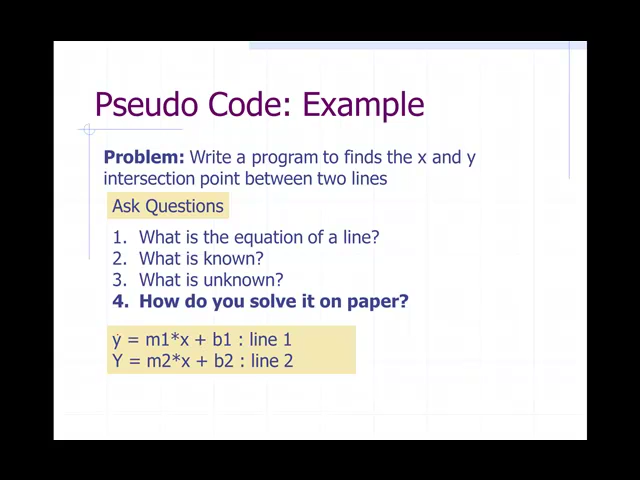 Pseudo Code: Example
Problem: Write a program to finds the x and y
intersection point between two lines
Ask Questions
1. What is the equation of a line?
2. What is known?
3. What is unknown?
4. How do you solve it on paper?
y = m1*x + b1 : line 1
Y = m2*x + b2 : line 2